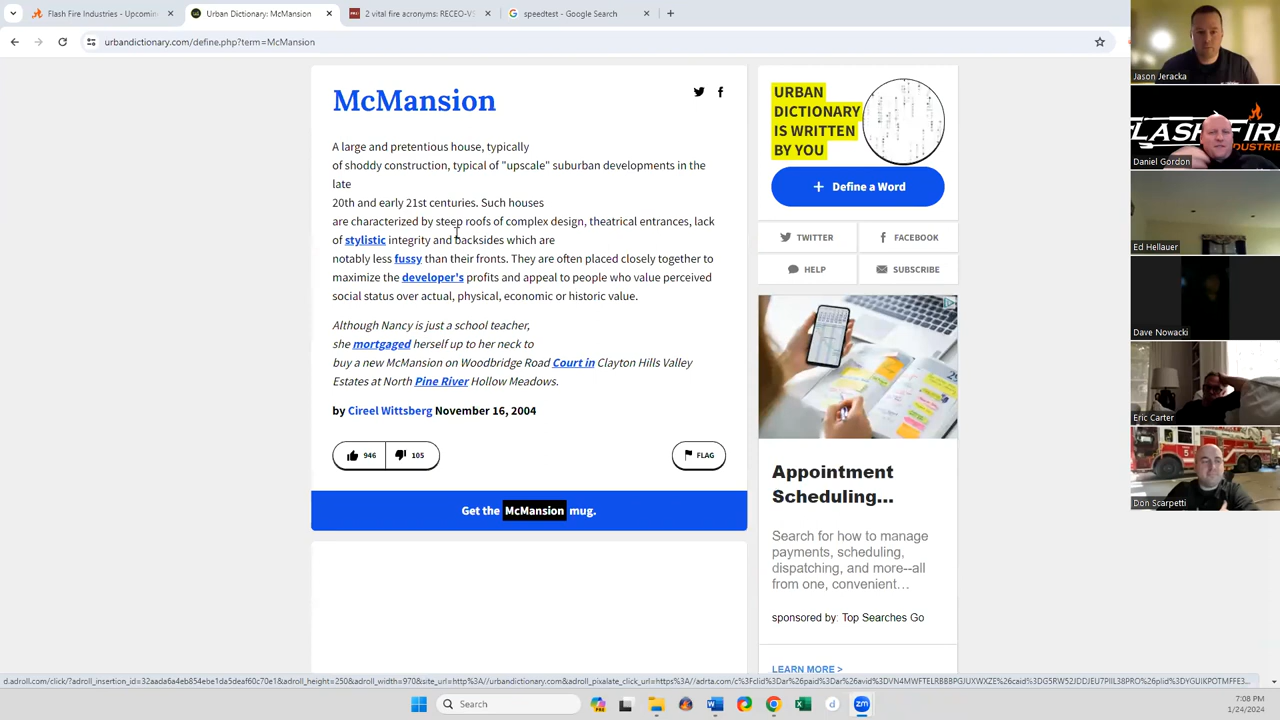 Flash Fire Industries - Upcomin
Urban Dictionary: McMansion
2 vital fire acronyms: RECEO-V
speedtest - Google Search
urbandictionary.com/define.php?term=McMansion
McMansion
A large and pretentious house, typically
of shoddy construction, typical of "upscale" suburban developments in the
late
20th and early 21st centuries. Such houses
are characterized by steep roofs of complex design, theatrical entrances, lack
of stylistic integrity and backsides which are
notably less fussy than their fronts. They are often placed closely together to
maximize the developer's profits and appeal to people who value perceived
social status over actual, physical, economic or historic value.
Although Nancy is just a school teacher,
she mortgaged herself up to her neck to
buy a new McMansion on Woodbridge Road Court in Clayton Hills Valley
Estates at North Pine River Hollow Meadows.
by Cireel Wittsberg November 16, 2004
946
105
FLAG
Get the McMansion mug.
URBAN
DICTIONARY
IS WRITTEN
BY YOU
+ Define a Word
TWITTER
FACEBOOK
HELP
SUBSCRIBE
Appointment
Scheduling...
Search for how to manage
payments, scheduling,
dispatching, and more--all
from one, convenient...
sponsored by: Top Searches Go
LEARN MORE >
Jason Jeracka
FLASH FIRE
INDUSTRIES
Daniel Gordon
Ed Hellauer
Dave Nowacki
Eric Carter
5
Don Scarpetti
Search
7:08 PM
1/24/2024